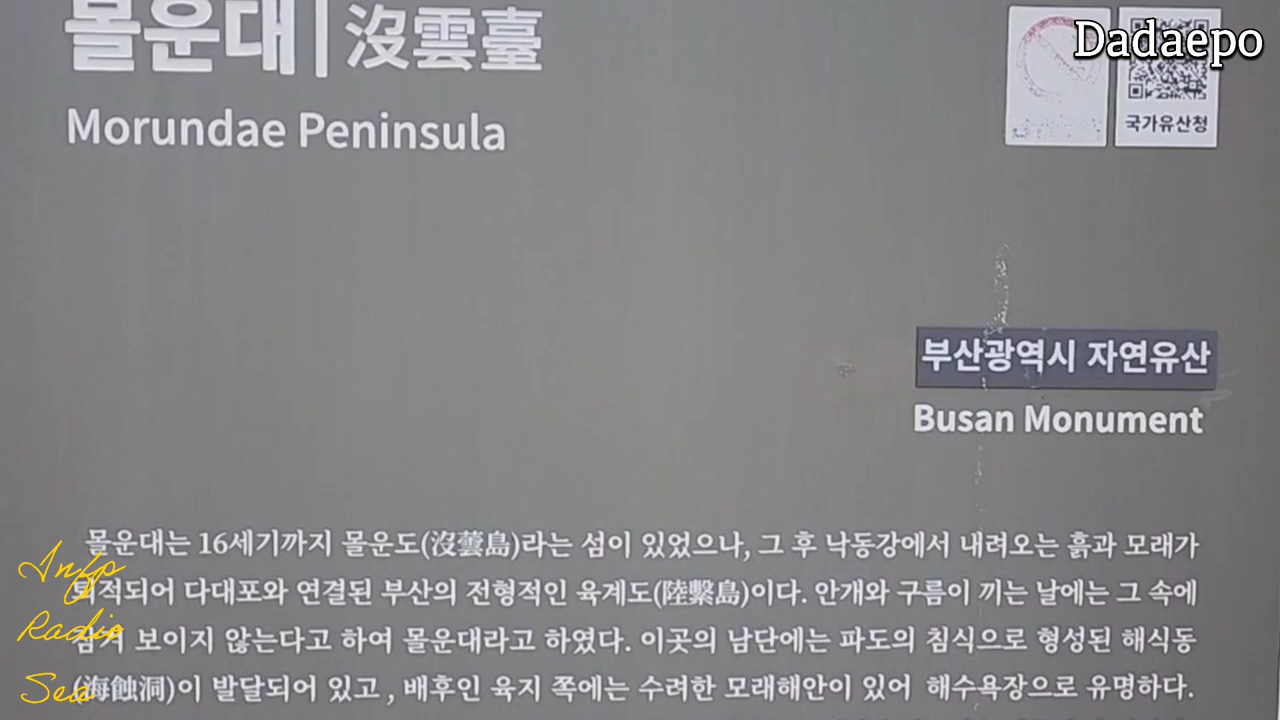 몰운대 | 沒雲臺
Dadaepo
Morundae Peninsula
국가유산청
부산광역시 자연유산
Busan Monument
몰운대는 16세기까지 몰운도(沒蕓島)라는 섬이 있었으나, 그 후 낙동강에서 내려오는 흙과 모래가
퇴적되어 다대포와 연결된 부산의 전형적인 육계도(陸繫島)이다. 안개와 구름이 끼는 날에는 그 속에
잠겨 보이지 않는다고 하여 몰운대라고 하였다. 이곳의 남단에는 파도의 침식으로 형성된 해식동
(海蝕洞)이 발달되어 있고, 배후인 육지 쪽에는 수려한 모래해안이 있어 해수욕장으로 유명하다.
Infp
Radio
Sea